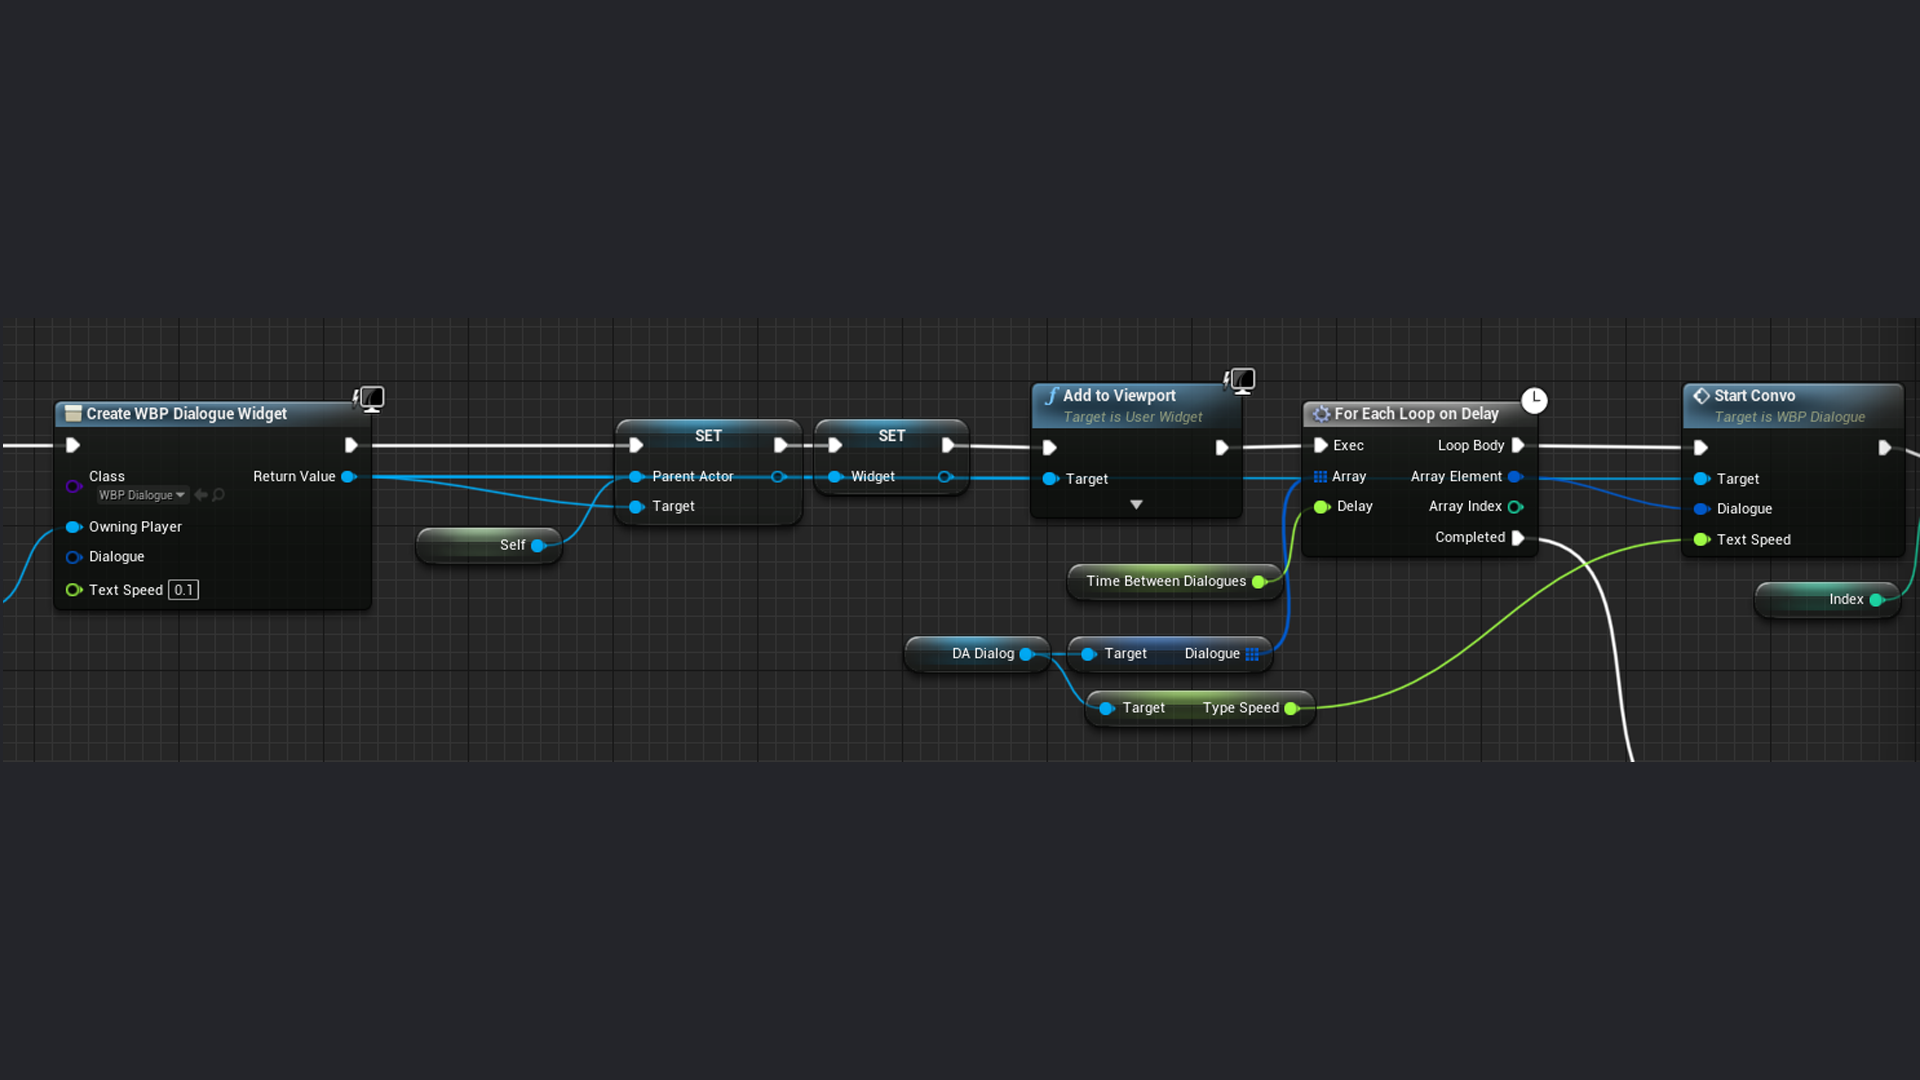 Create WBP Dialogue Widget
Class
WBP Dialogue
Return Value
Owning Player
Dialogue
Text Speed 0.1
Self
SET
Parent Actor
Target
SET
Widget
Add to Viewport
Target is User Widget
Target
For Each Loop on Delay
Exec
Loop Body
Array
Array Element
Delay
Array Index
Completed
Time Between Dialogues
DA Dialog
Target
Dialogue
Target
Type Speed
Start Convo
Target is WBP Dialogue
Target
Dialogue
Text Speed
Index